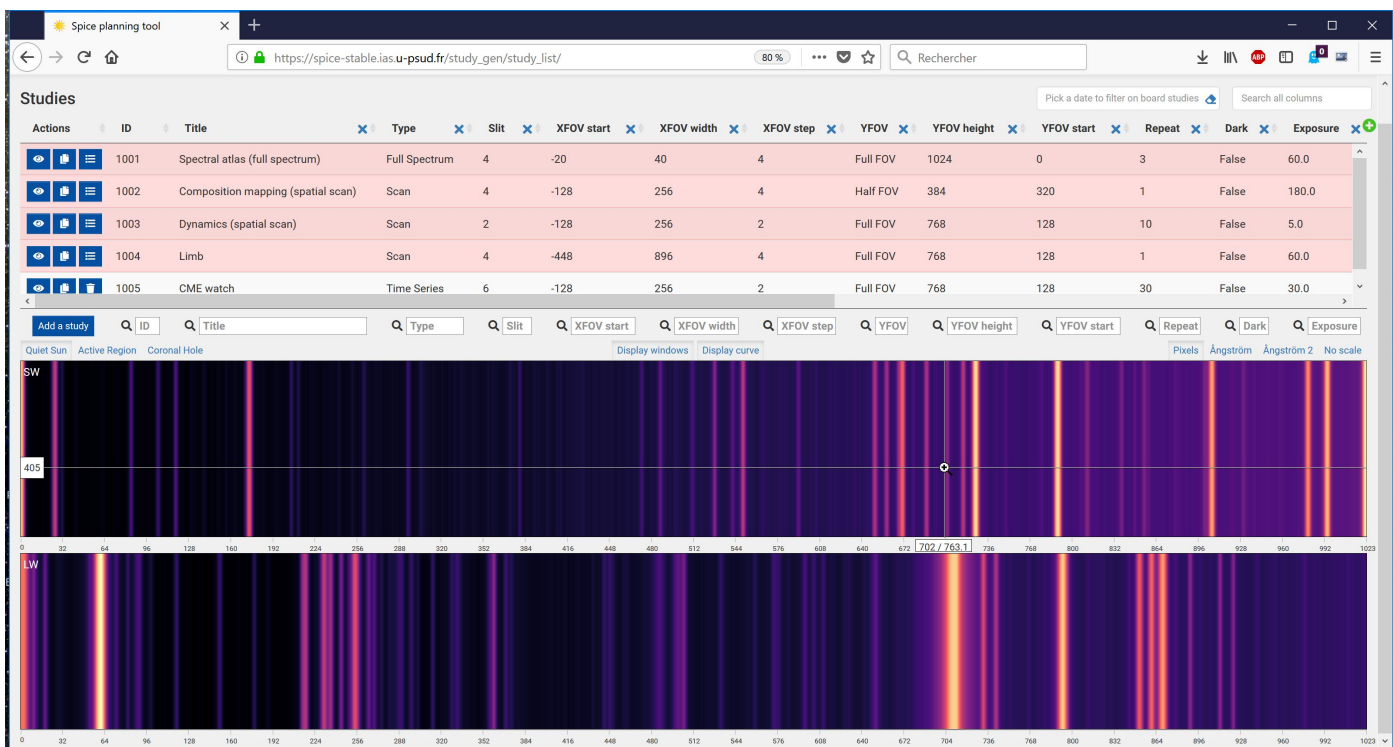 Spice planning tool
https://spice-stable.ias.u-psud.fr/study_gen/study_list/ 80 % Rechercher ABP 0
Studies Pick a date to filter on board studies Search all columns
Actions ID Title Type Slit XFOV start XFOV width XFOV step YFOV YFOV height YFOV start Repeat Dark Exposure
1001 Spectral atlas (full spectrum) Full Spectrum 4 -20 40 4 Full FOV 1024 0 3 False 60.0
1002 Composition mapping (spatial scan) Scan 4 -128 256 4 Half FOV 384 320 1 False 180.0
1003 Dynamics (spatial scan) Scan 2 -128 256 2 Full FOV 768 128 10 False 5.0
1004 Limb Scan 4 -448 896 4 Full FOV 768 128 1 False 60.0
1005 CME watch Time Series 6 -128 256 2 Full FOV 768 128 30 False 30.0
Add a study ID Title Type Slit XFOV start XFOV width XFOV step YFOV YFOV height YFOV start Repeat Dark Exposure
Quiet Sun Active Region Coronal Hole Display windows Display curve Pixels Ångström Ångström 2 No scale
SW
405
0 32 64 96 128 160 192 224 256 288 320 352 384 416 448 480 512 544 576 608 640 672 702 / 763.1 736 768 800 832 864 896 928 960 992 1023
LW
0 32 64 96 128 160 192 224 256 288 320 352 384 416 448 480 512 544 576 608 640 672 704 736 768 800 832 864 896 928 960 992 1023